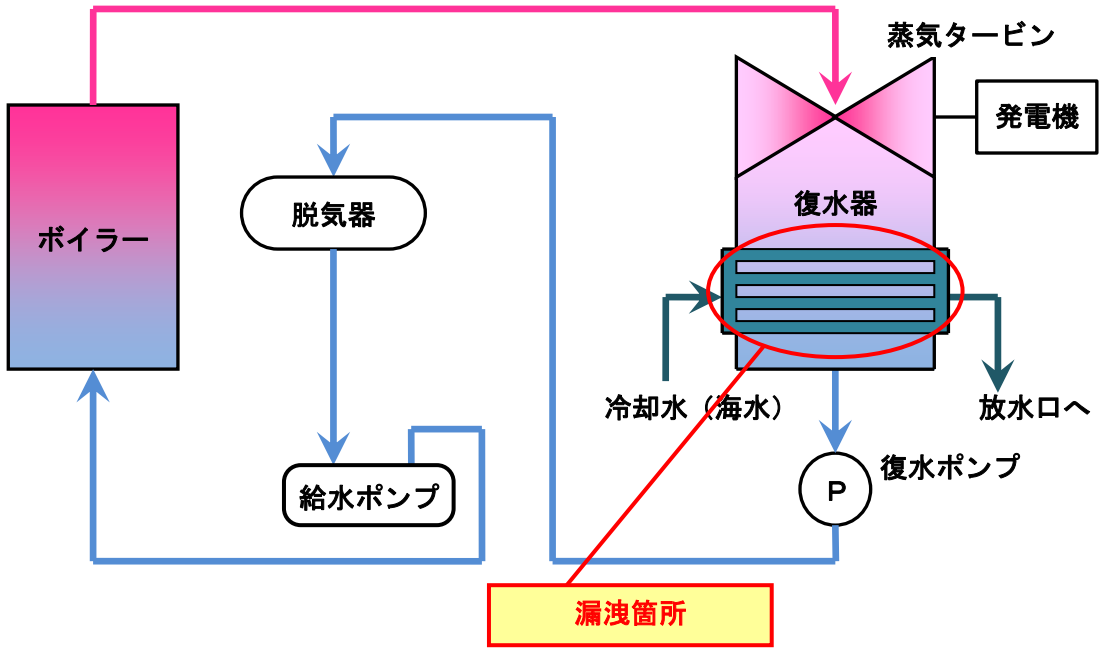 蒸気タービン
発電機
復水器
脱気器
ボイラー
冷却水（海水）
放水口へ
復水ポンプ
P
給水ポンプ
漏洩箇所